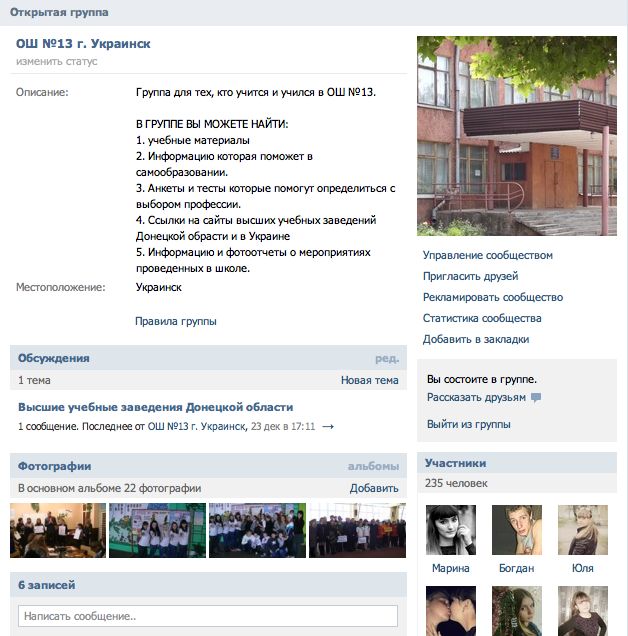 Открытая группа
ОШ №13 г. Украинск
изменить статус
Описание:
Группа для тех, кто учится и учился в ОШ №13.
В ГРУППЕ ВЫ МОЖЕТЕ НАЙТИ:
1. учебные материалы
2. Информацию которая поможет в
самообразовании.
3. Анкеты и тесты которые помогут определиться с
выбором профессии.
4. Ссылки на сайты высших учебных заведений
Донецкой обрасти и в Украине
5. Информацию и фотоотчеты о мероприятиях
проведенных в школе.
Местоположение:
Украинск
Правила группы
Обсуждения
ред.
1 тема
Новая тема
Высшие учебные заведения Донецкой области
1 сообщение. Последнее от ОШ №13 г. Украинск, 23 дек в 17:11 →
Фотографии
альбомы
В основном альбоме 22 фотографии
Добавить
6 записей
Написать сообщение..
Управление сообществом
Пригласить друзей
Рекламировать сообщество
Статистика сообщества
Добавить в закладки
Вы состоите в группе.
Рассказать друзьям
Выйти из группы
Участники
235 человек
Марина
Богдан
Юля